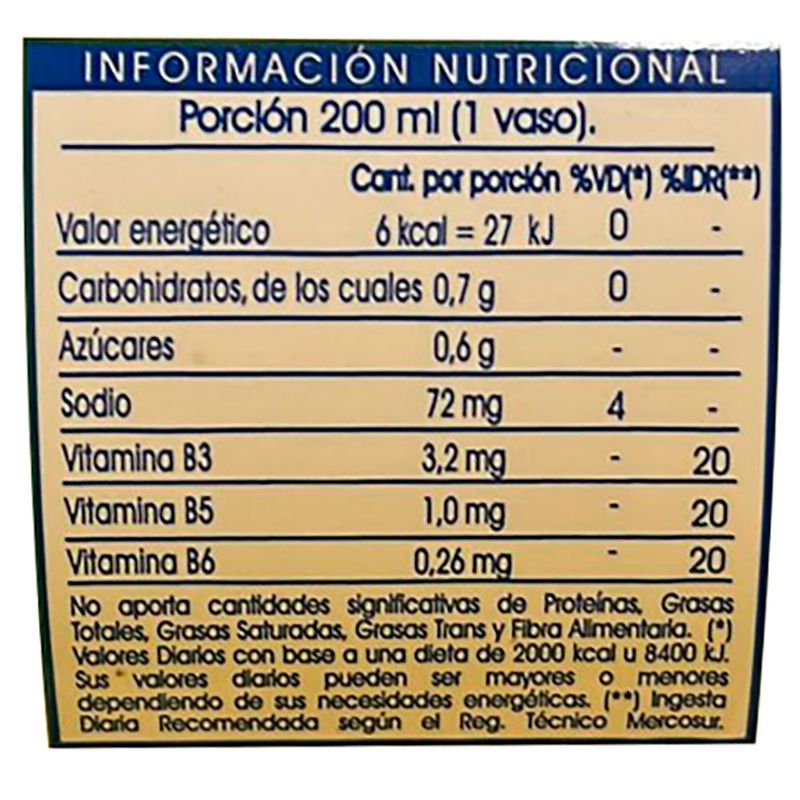 INFORMACIÓN NUTRICIONAL
Porción 200 ml (1 vaso).
Cant. por porción %VD(*) %IDR(**)
Valor energético 6 kcal = 27 kJ 0 -
Carbohidratos, de los cuales 0,7 g 0 -
Azúcares 0,6 g - -
Sodio 72 mg 4 -
Vitamina B3 3,2 mg - 20
Vitamina B5 1,0 mg - 20
Vitamina B6 0,26 mg - 20
No aporta cantidades significativas de Proteínas, Grasas
Totales, Grasas Saturadas, Grasas Trans y Fibra Alimentaria. (*)
Valores Diarios con base a una dieta de 2000 kcal u 8400 kJ.
Sus valores diarios pueden ser mayores o menores
dependiendo de sus necesidades energéticas. (**) Ingesta
Diaria Recomendada según el Reg. Técnico Mercosur.